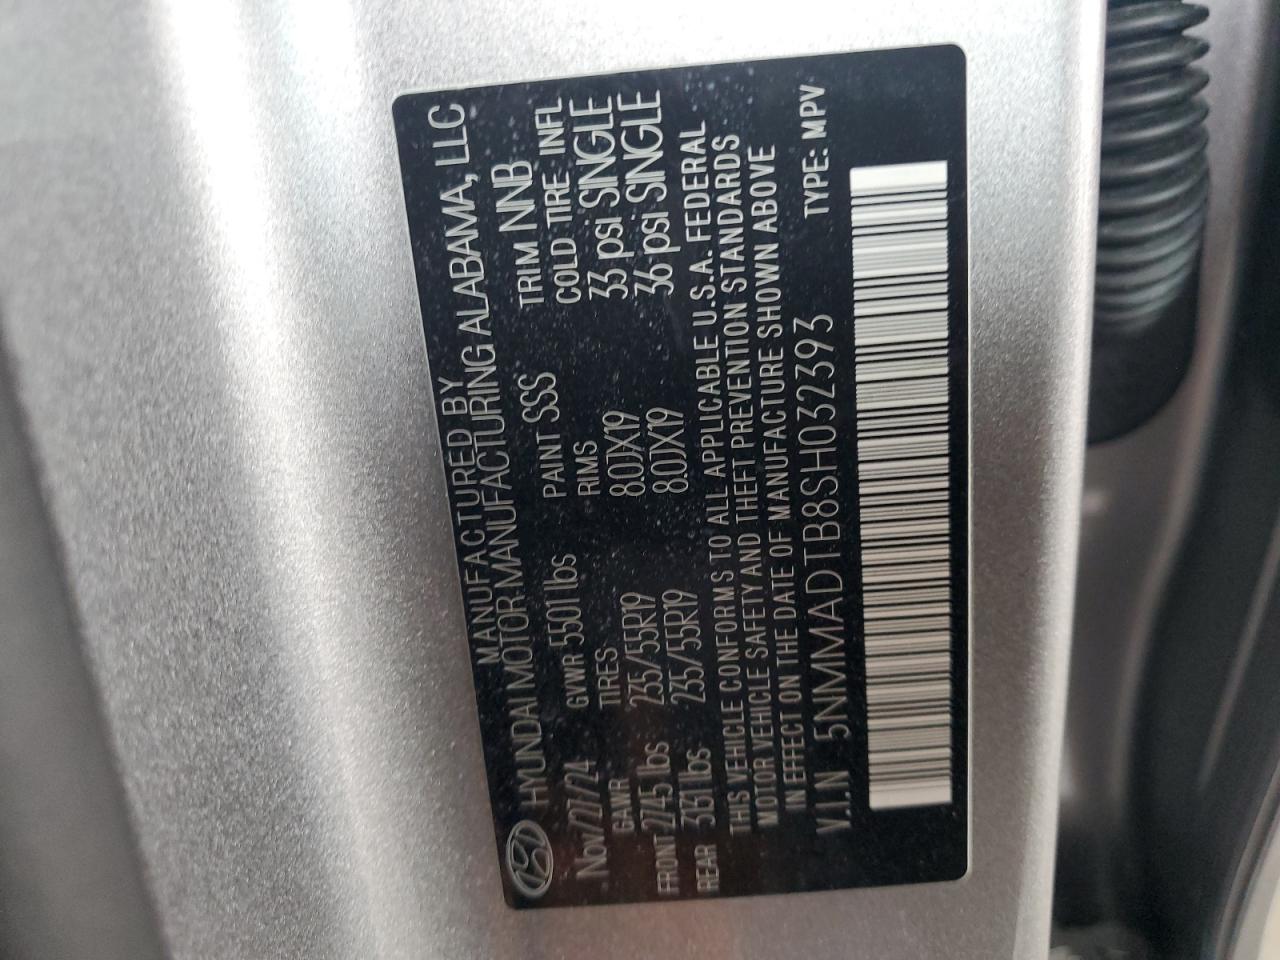 MANUFACTURED BY
HYUNDAI MOTOR MANUFACTURING ALABAMA, LLC
Nov/27/24 GVWR 5501 lbs PAINT SSS TRIM NNB
GAWR TIRES RIMS COLD TIRE INFL
FRONT 2745 lbs 235/55R19 8.0JX19 33 psi SINGLE
REAR 3351 lbs 235/55R19 8.0JX19 36 psi SINGLE
THIS VEHICLE CONFORMS TO ALL APPLICABLE U.S.A. FEDERAL
MOTOR VEHICLE SAFETY AND THEFT PREVENTION STANDARDS
IN EFFECT ON THE DATE OF MANUFACTURE SHOWN ABOVE
V.I.N 5NMMADTB8SH032393 TYPE: MPV